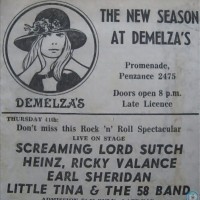 THE NEW SEASON
AT DEMELZA'S
Promenade,
Penzance 2475
Doors open 8 p.m.
Late Licence
DEMELZA'S
THURSDAY 11th:
Don't miss this Rock 'n' Roll Spectacular
LIVE ON STAGE
SCREAMING LORD SUTCH
HEINZ, RICKY VALANCE
EARL SHERIDAN
LITTLE TINA & THE 58 BAND